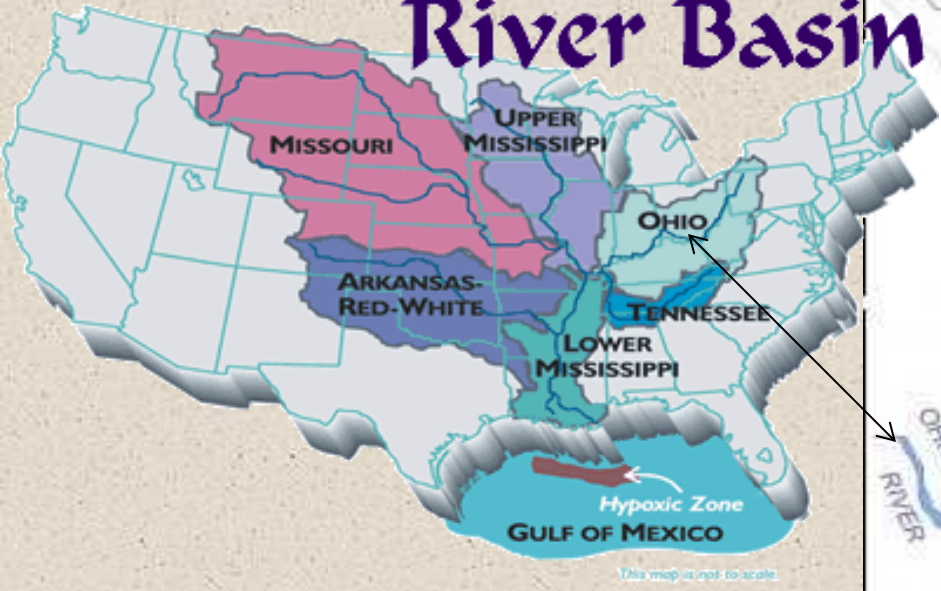 River Basin
UPPER
MISSISSIPPI
MISSOURI
OHIO
ARKANSAS-
RED-WHITE
TENNESSEE
LOWER
MISSISSIPPI
Hypoxic Zone
GULF OF MEXICO
This map is not to scale.
RIVER